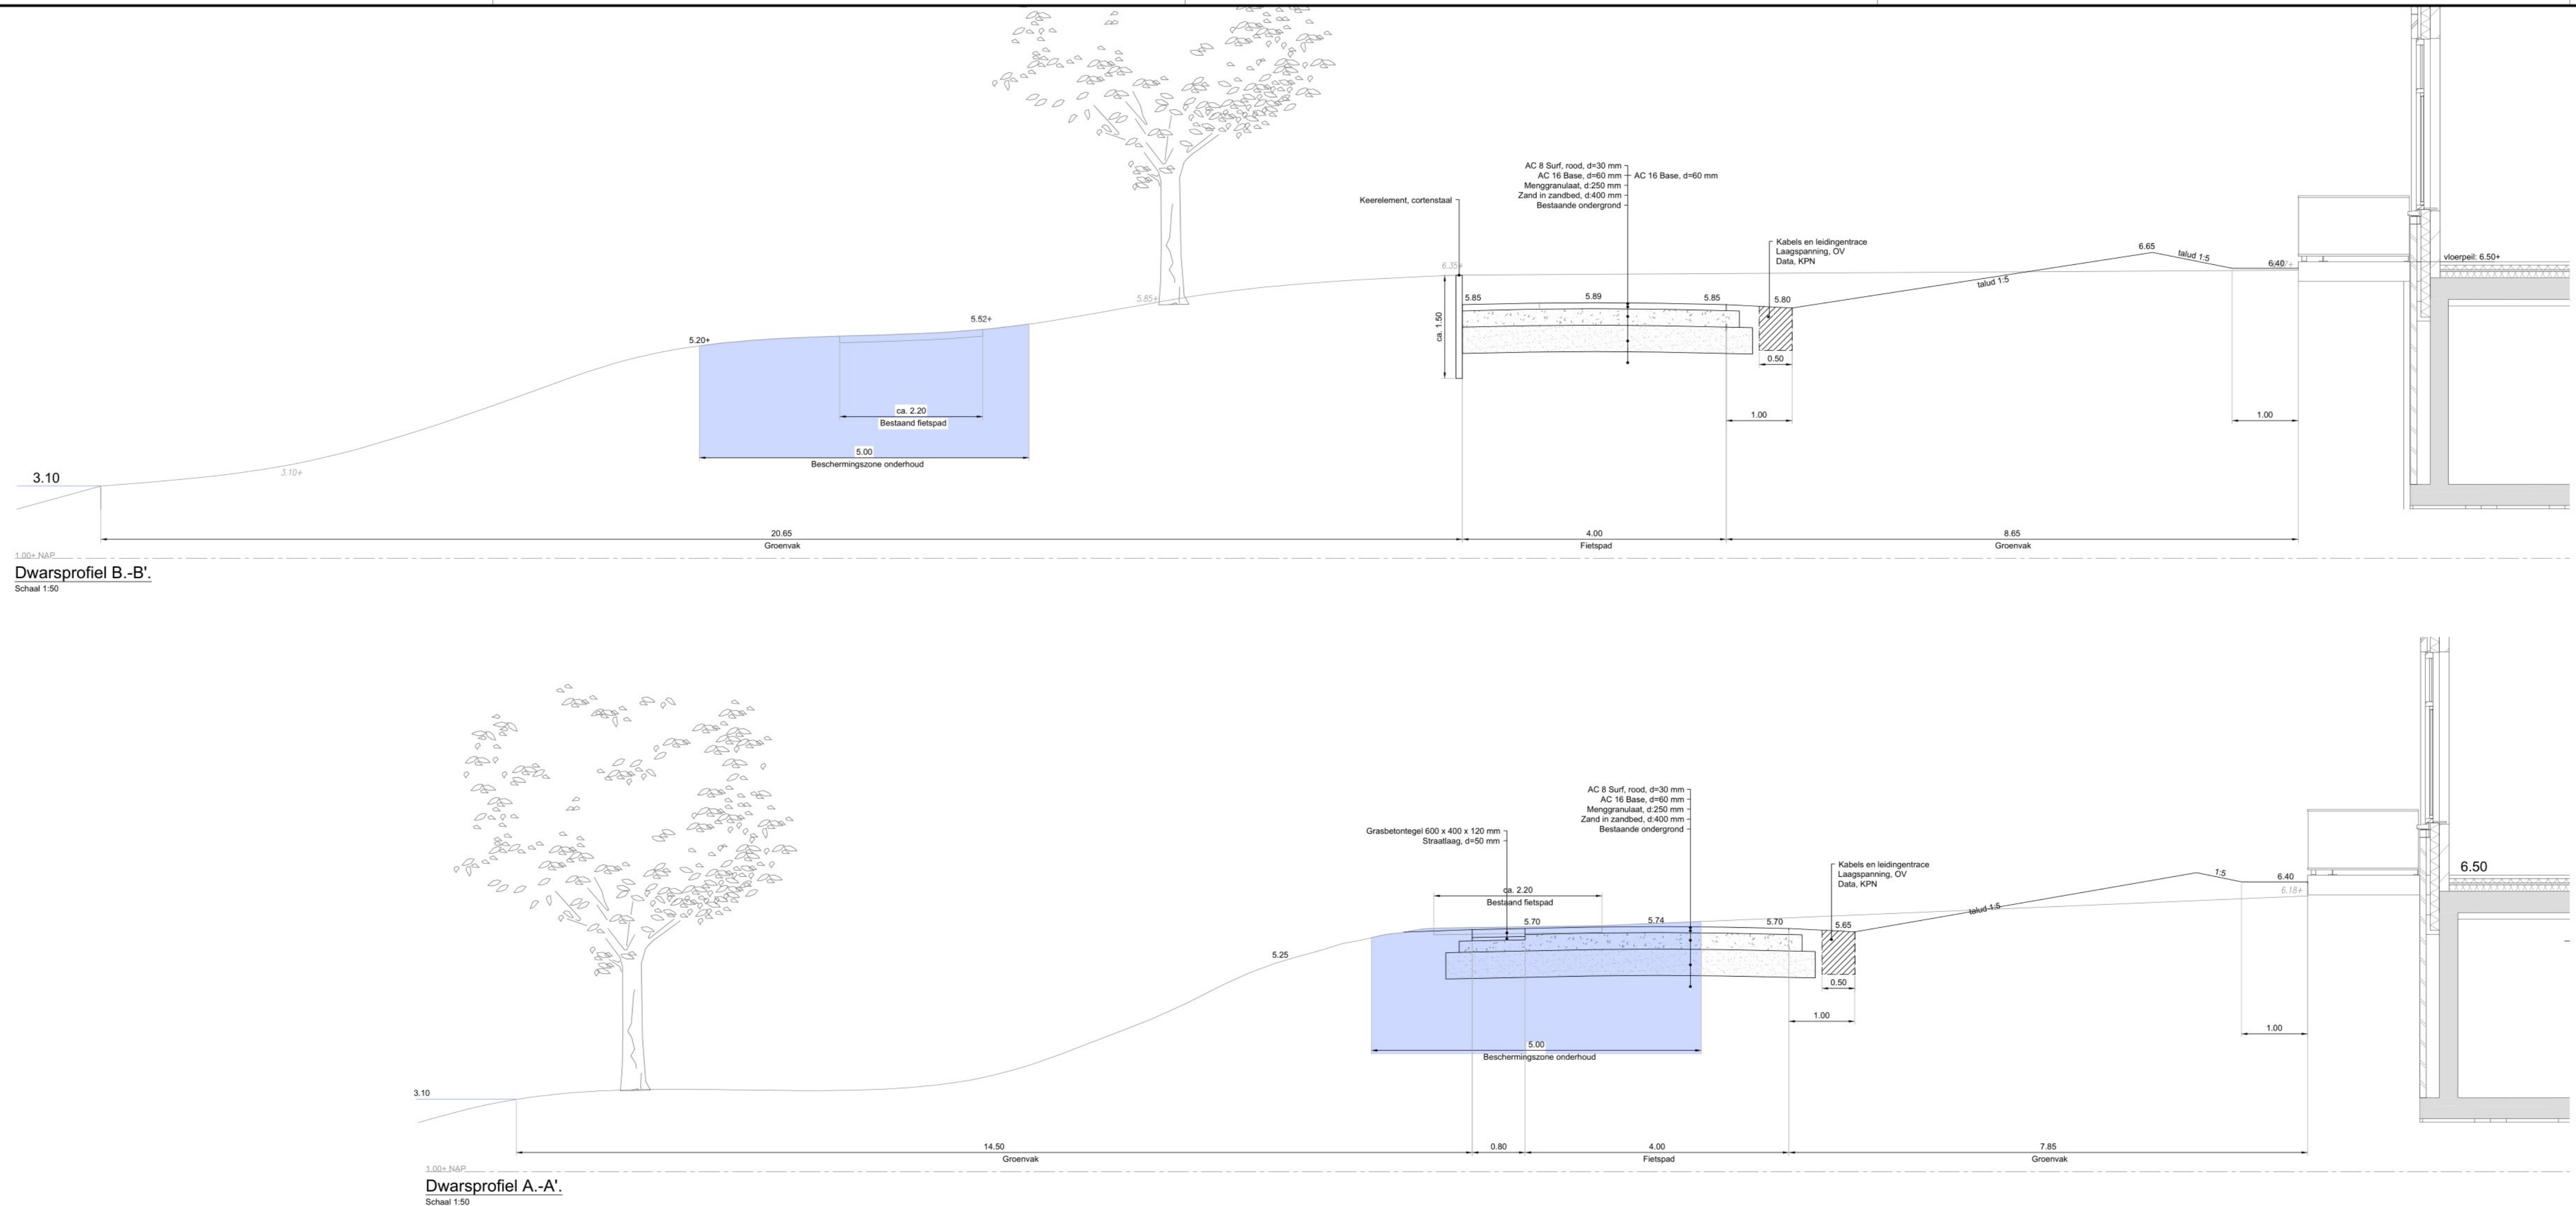 AC 8 Surf, rood, d=30 mm
AC 16 Base, d=60 mm
AC 16 Base, d=60 mm
Menggranulaat, d:250 mm
Zand in zandbed, d:400 mm
Bestaande ondergrond
Keerelement, cortenstaal
Kabels en leidingentrace
Laagspanning, OV
Data, KPN
6.65
talud 1:5
6.40
vloerpeil: 6.50+
6.35+
talud 1:5
5.85
5.89
5.85
5.80
5.85+
ca. 1.50
5.52+
5.20+
0.50
ca. 2.20
Bestaand fietspad
1.00
1.00
5.00
Beschermingszone onderhoud
3.10
3.10+
20.65
Groenvak
4.00
Fietspad
8.65
Groenvak
1.00+ NAP
Dwarsprofiel B.-B'.
Schaal 1:50
AC 8 Surf, rood, d=30 mm
AC 16 Base, d=60 mm
Menggranulaat, d:250 mm
Zand in zandbed, d:400 mm
Bestaande ondergrond
Grasbetontegel 600 x 400 x 120 mm
Straatlaag, d=50 mm
Kabels en leidingentrace
Laagspanning, OV
Data, KPN
6.50
1:5
6.40
6.18+
ca. 2.20
Bestaand fietspad
talud 1:5
5.70
5.74
5.70
5.65
5.25
0.50
1.00
1.00
5.00
Beschermingszone onderhoud
3.10
14.50
Groenvak
0.80
4.00
Fietspad
7.85
Groenvak
1.00+ NAP
Dwarsprofiel A.-A'.
Schaal 1:50